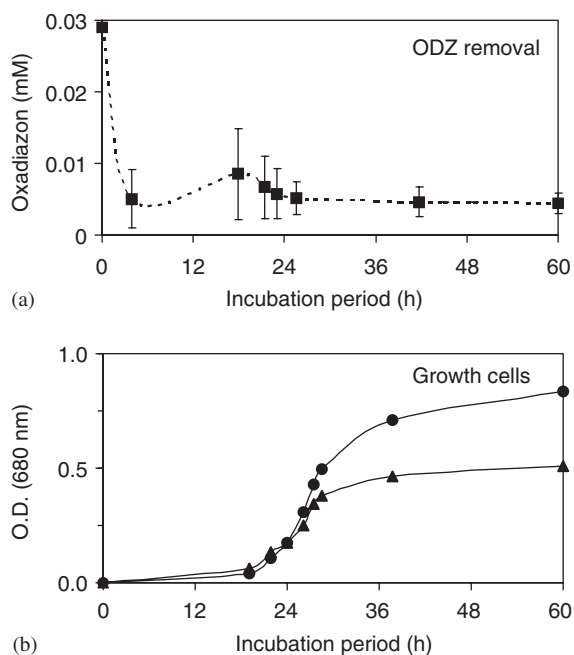 0.03
ODZ removal
0.02
0.01
0
Oxadiazon (mM)
0 12 24 36 48 60
(a) Incubation period (h)
1.0
Growth cells
0.5
0.0
O.D. (680 nm)
0 12 24 36 48 60
(b) Incubation period (h)